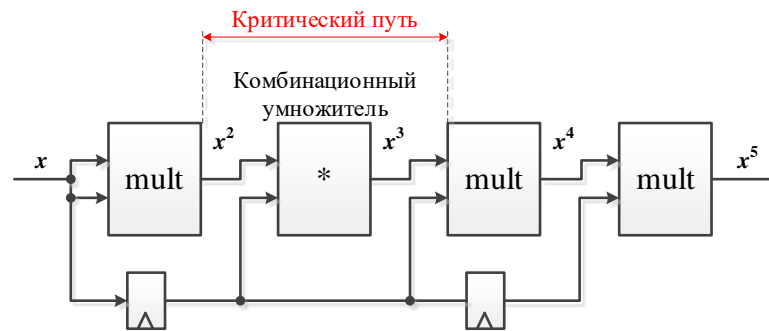 Критический путь
Комбинационный
умножитель
x
x²
x³
x⁴
x⁵
mult
*
mult
mult